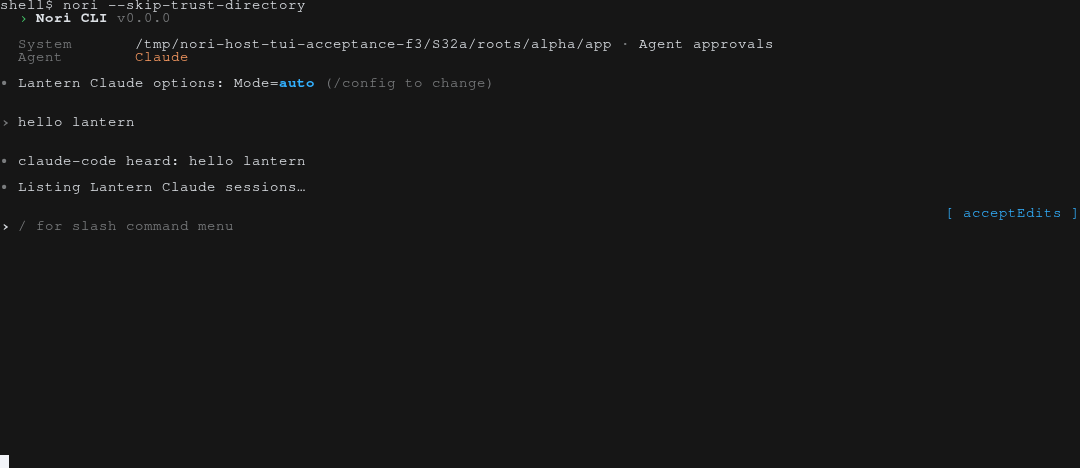 shell$ nori --skip-trust-directory
› Nori CLI v0.0.0
System /tmp/nori-host-tui-acceptance-f3/S32a/roots/alpha/app · Agent approvals
Agent Claude
• Lantern Claude options: Mode=auto (/config to change)
› hello lantern
• claude-code heard: hello lantern
• Listing Lantern Claude sessions…
[ acceptEdits ]
› / for slash command menu